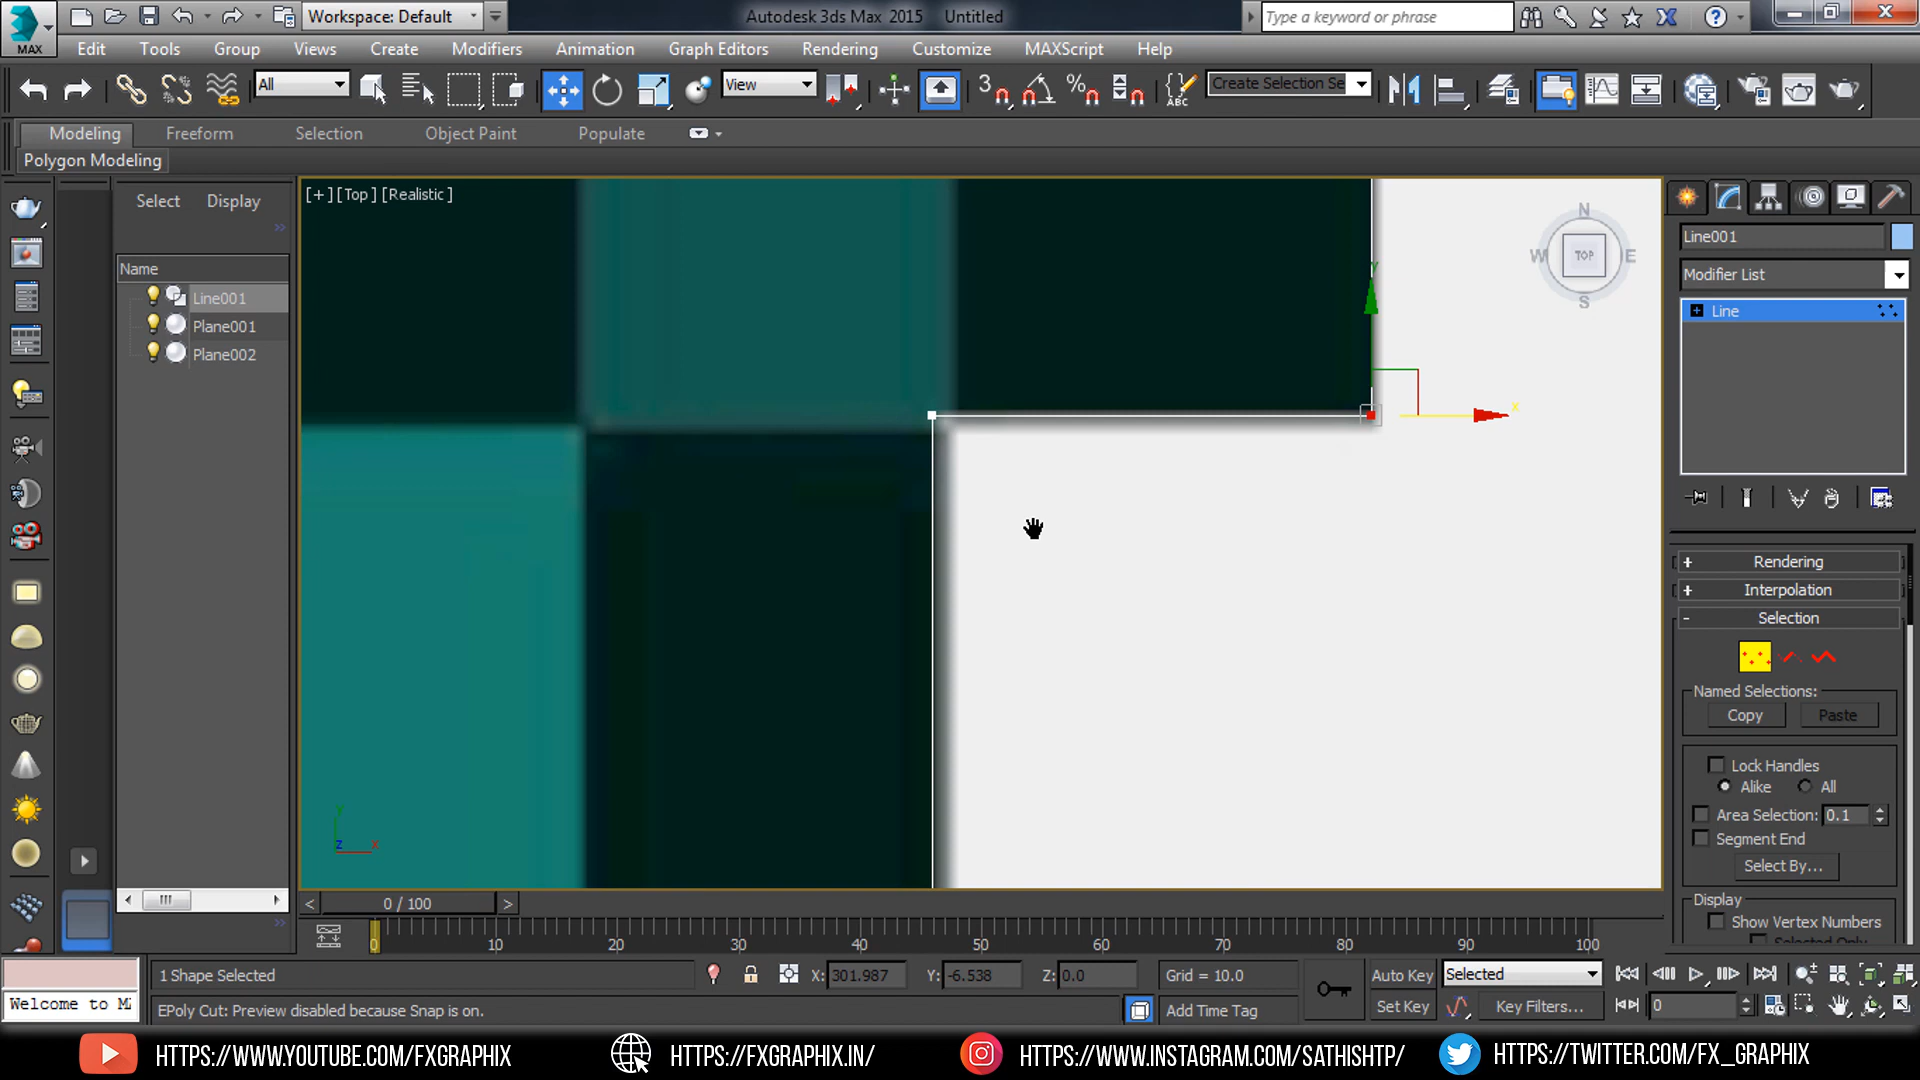 MAX
Workspace: Default
Autodesk 3ds Max 2015 Untitled
Type a keyword or phrase
Edit Tools Group Views Create Modifiers Animation Graph Editors Rendering Customize MAXScript Help
All
View
3
ABC
Create Selection Se
Modeling Freeform Selection Object Paint Populate
Polygon Modeling
Select Display
Name
Line001
Plane001
Plane002
[+] [Top] [Realistic]
N
W TOP E
S
y
x
y
z x
Line001
Modifier List
Line
+ Rendering
+ Interpolation
- Selection
Named Selections:
Copy Paste
Lock Handles
Alike All
Area Selection: 0.1
Segment End
Select By...
Display
Show Vertex Numbers
Selected Only
< 0 / 100 >
0 10 20 30 40 50 60 70 80 90 100
1 Shape Selected
X: 301.987 Y: -6.538 Z: 0.0
Grid = 10.0
Auto Key Selected
Welcome to M
EPoly Cut: Preview disabled because Snap is on.
Add Time Tag
Set Key Key Filters... 0
HTTPS://WWW.YOUTUBE.COM/FXGRAPHIX HTTPS://FXGRAPHIX.IN/ HTTPS://WWW.INSTAGRAM.COM/SATHISHTP/ HTTPS://TWITTER.COM/FX_GRAPHIX